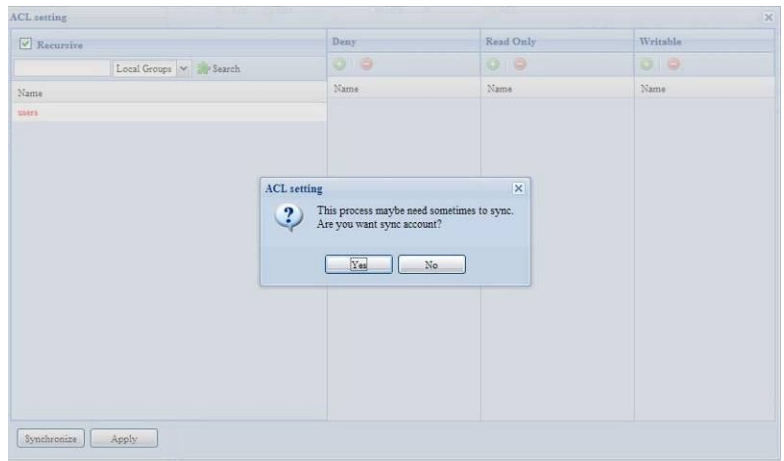 ACL setting
Recursive
Deny
Read Only
Writable
Local Groups
Search
Name
Name
Name
Name
users
ACL setting
This process maybe need sometimes to sync.
Are you want sync account?
Yes
No
Synchronize
Apply